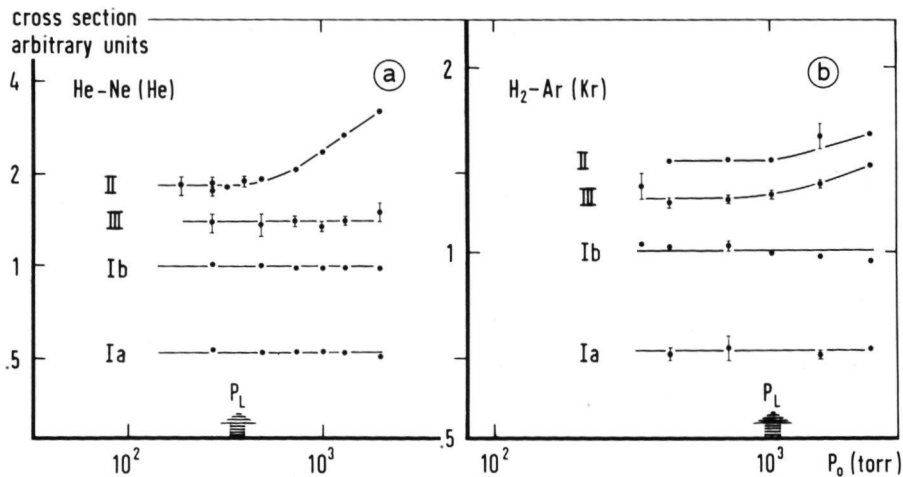 cross section
arbitrary units
He-Ne (He)
a
4
2
1
.5
II
III
Ib
Ia
P_L
10² 10³
H₂-Ar (Kr)
b
2
1
.5
II
III
Ib
Ia
P_L
10² 10³ P₀ (torr)